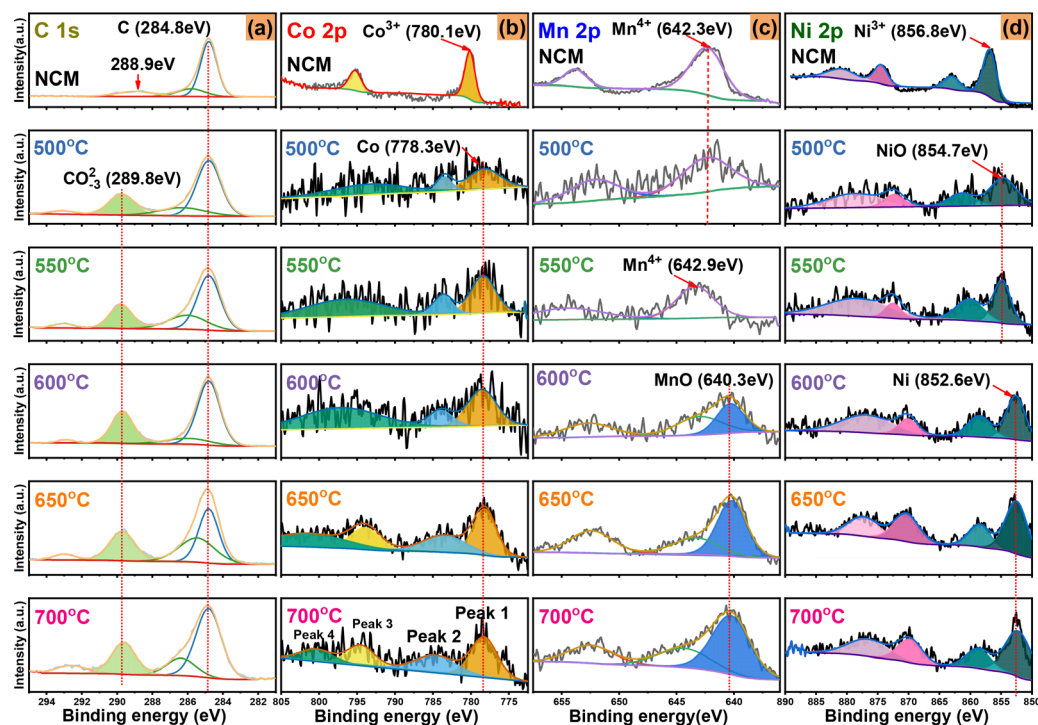 C 1s
C (284.8eV)
(a)
288.9eV
NCM
Intensity(a.u.)
Co 2p
Co³⁺ (780.1eV)
(b)
NCM
Mn 2p
Mn⁴⁺ (642.3eV)
(c)
NCM
Ni 2p
Ni³⁺ (856.8eV)
(d)
NCM
500°C
CO²₋₃ (289.8eV)
Intensity (a.u.)
500°C
Co (778.3eV)
500°C
500°C
NiO (854.7eV)
550°C
Intensity (a.u.)
550°C
550°C
Mn⁴⁺ (642.9eV)
550°C
600°C
Intensity (a.u.)
600°C
600°C
MnO (640.3eV)
600°C
Ni (852.6eV)
650°C
Intensity (a.u.)
650°C
650°C
650°C
700°C
Intensity (a.u.)
700°C
Peak 1
Peak 2
Peak 3
Peak 4
700°C
700°C
294 292 290 288 286 284 282
805 800 795 790 785 780 775
655 650 645 640
890 880 870 860 850
Binding energy (eV)
Binding energy (eV)
Binding energy(eV)
Binding energy (eV)